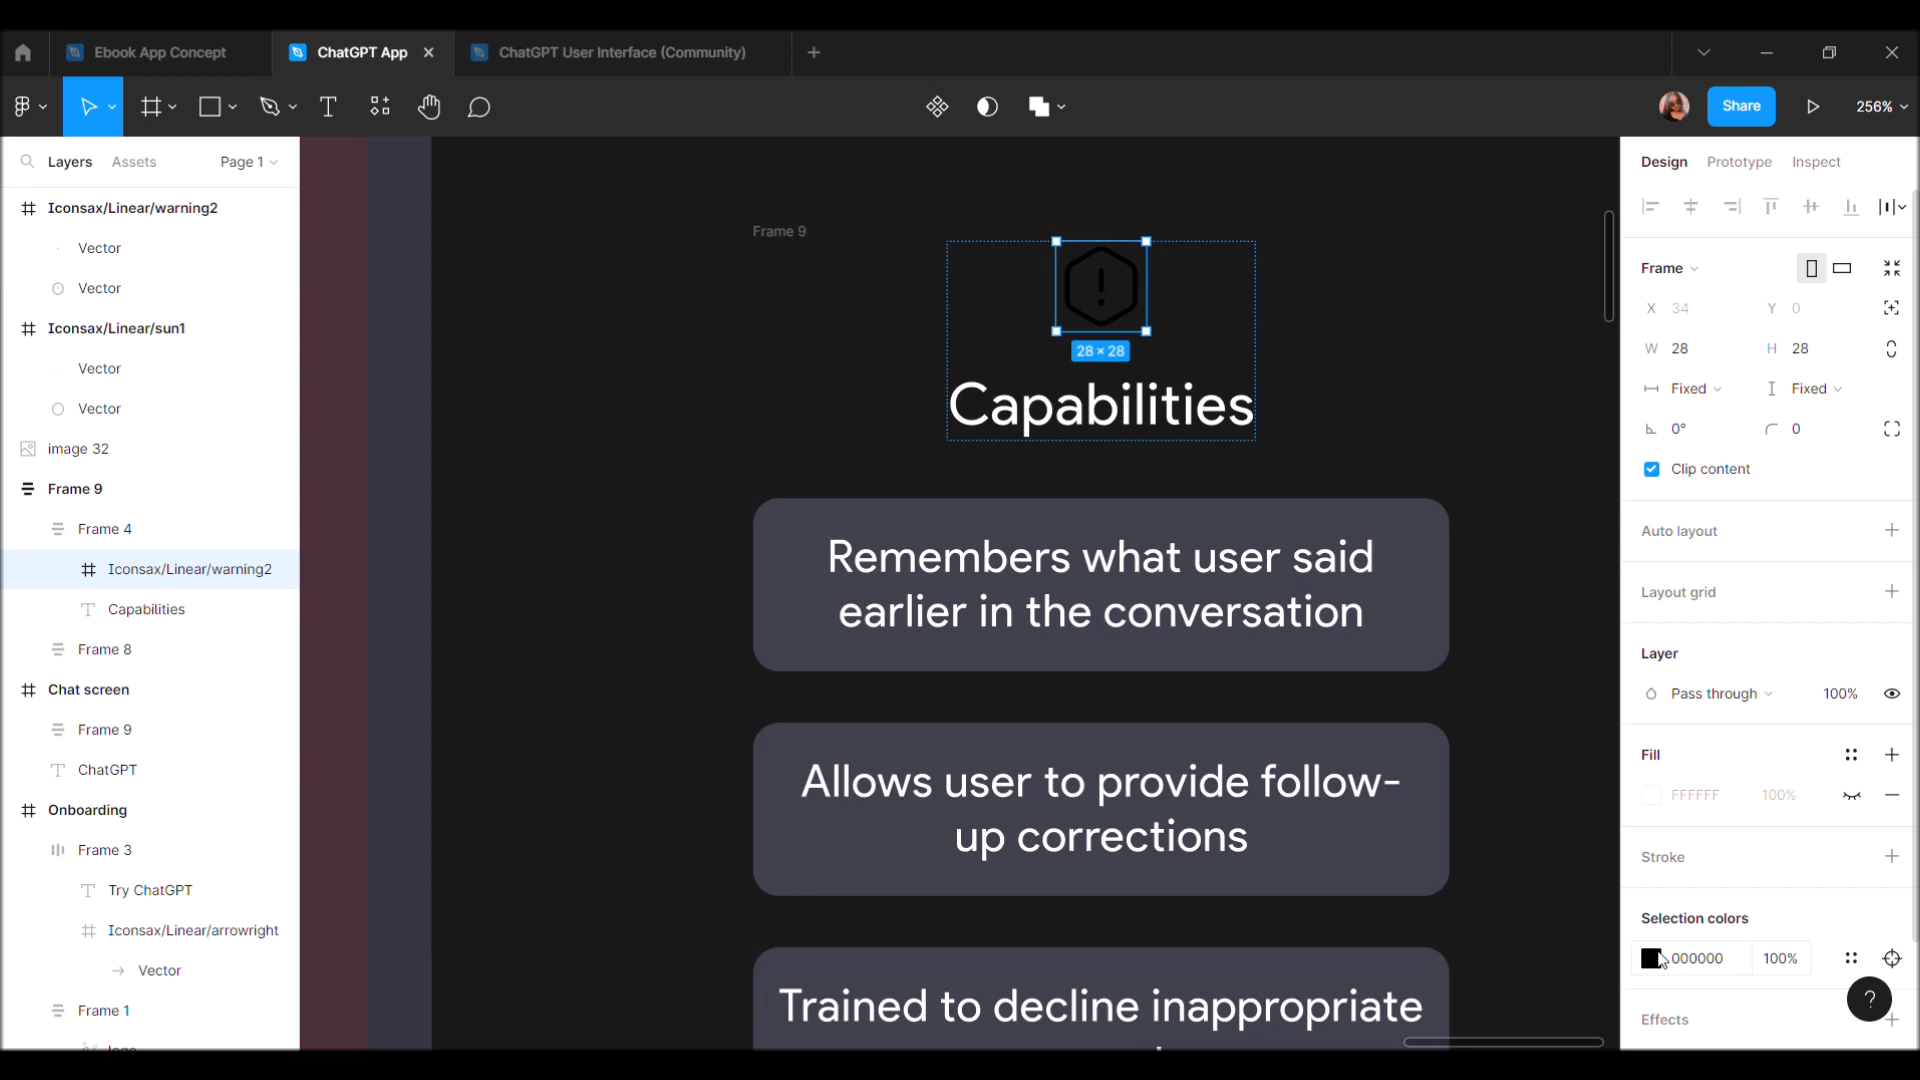 Ebook App Concept
ChatGPT App
ChatGPT User Interface (Community)
Share
256%
Layers
Assets
Page 1
Iconsax/Linear/warning2
Vector
Vector
Iconsax/Linear/sun1
Vector
Vector
image 32
Frame 9
Frame 4
Iconsax/Linear/warning2
Capabilities
Frame 8
Chat screen
Frame 9
ChatGPT
Onboarding
Frame 3
Try ChatGPT
Iconsax/Linear/arrowright
Vector
Frame 1
Frame 9
28 × 28
Capabilities
Remembers what user said
earlier in the conversation
Allows user to provide follow-
up corrections
Trained to decline inappropriate
Design
Prototype
Inspect
Frame
X 34
Y 0
W 28
H 28
Fixed
Fixed
0°
0
Clip content
Auto layout
Layout grid
Layer
Pass through
100%
Fill
FFFFFF
100%
Stroke
Selection colors
000000
100%
?
Effects